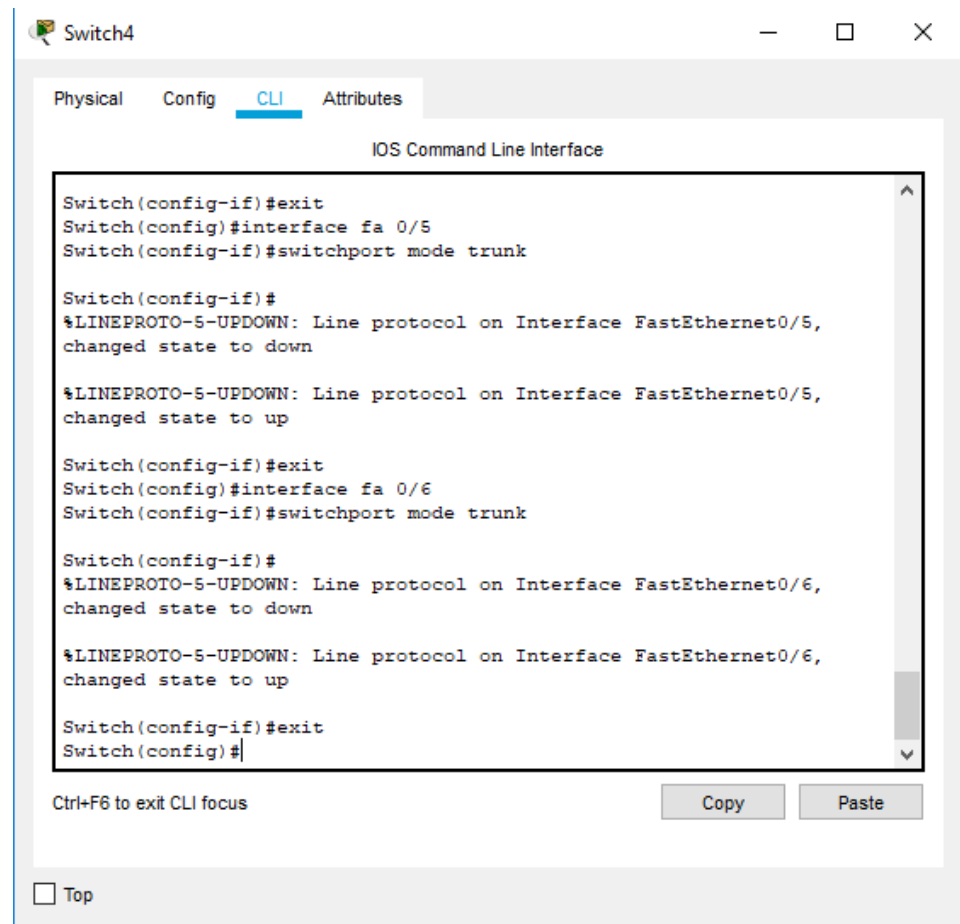 Switch4
Physical Config CLI Attributes
IOS Command Line Interface
Switch(config-if)#exit
Switch(config)#interface fa 0/5
Switch(config-if)#switchport mode trunk
Switch(config-if)#
%LINEPROTO-5-UPDOWN: Line protocol on Interface FastEthernet0/5,
changed state to down
%LINEPROTO-5-UPDOWN: Line protocol on Interface FastEthernet0/5,
changed state to up
Switch(config-if)#exit
Switch(config)#interface fa 0/6
Switch(config-if)#switchport mode trunk
Switch(config-if)#
%LINEPROTO-5-UPDOWN: Line protocol on Interface FastEthernet0/6,
changed state to down
%LINEPROTO-5-UPDOWN: Line protocol on Interface FastEthernet0/6,
changed state to up
Switch(config-if)#exit
Switch(config)#
Ctrl+F6 to exit CLI focus Copy Paste
Top